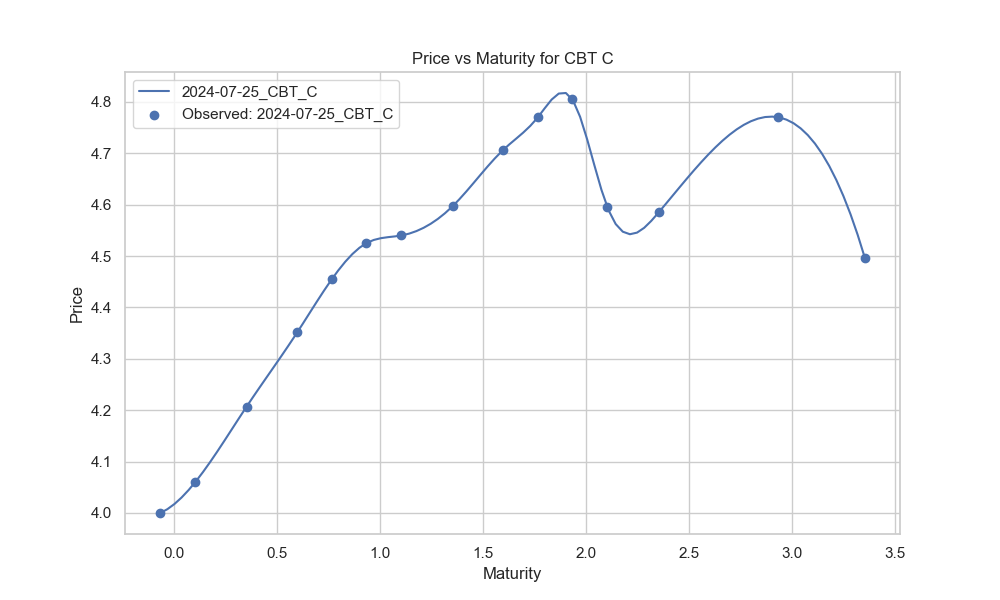 Price vs Maturity for CBT C
2024-07-25_CBT_C
Observed: 2024-07-25_CBT_C
Price
4.8
4.7
4.6
4.5
4.4
4.3
4.2
4.1
4.0
0.0 0.5 1.0 1.5 2.0 2.5 3.0 3.5
Maturity